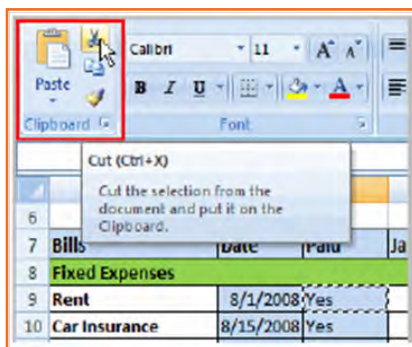 Calibri 11 A A
Paste
B I U A
Clipboard Font
Cut (Ctrl+X)
Cut the selection from the
document and put it on the
Clipboard.
6
7 Bills Date Paid Ja
8 Fixed Expenses
9 Rent 8/1/2008 Yes
10 Car Insurance 8/15/2008 Yes